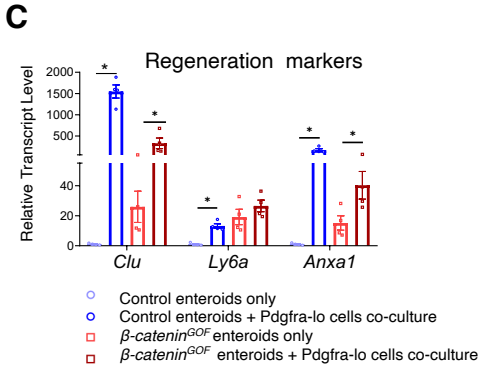 C
Regeneration markers
Relative Transcript Level
2000
1500
1000
500
40
20
0
* * * * *
Clu Ly6a Anxa1
Control enteroids only
Control enteroids + Pdgfra-lo cells co-culture
β-catenin^GOF enteroids only
β-catenin^GOF enteroids + Pdgfra-lo cells co-culture